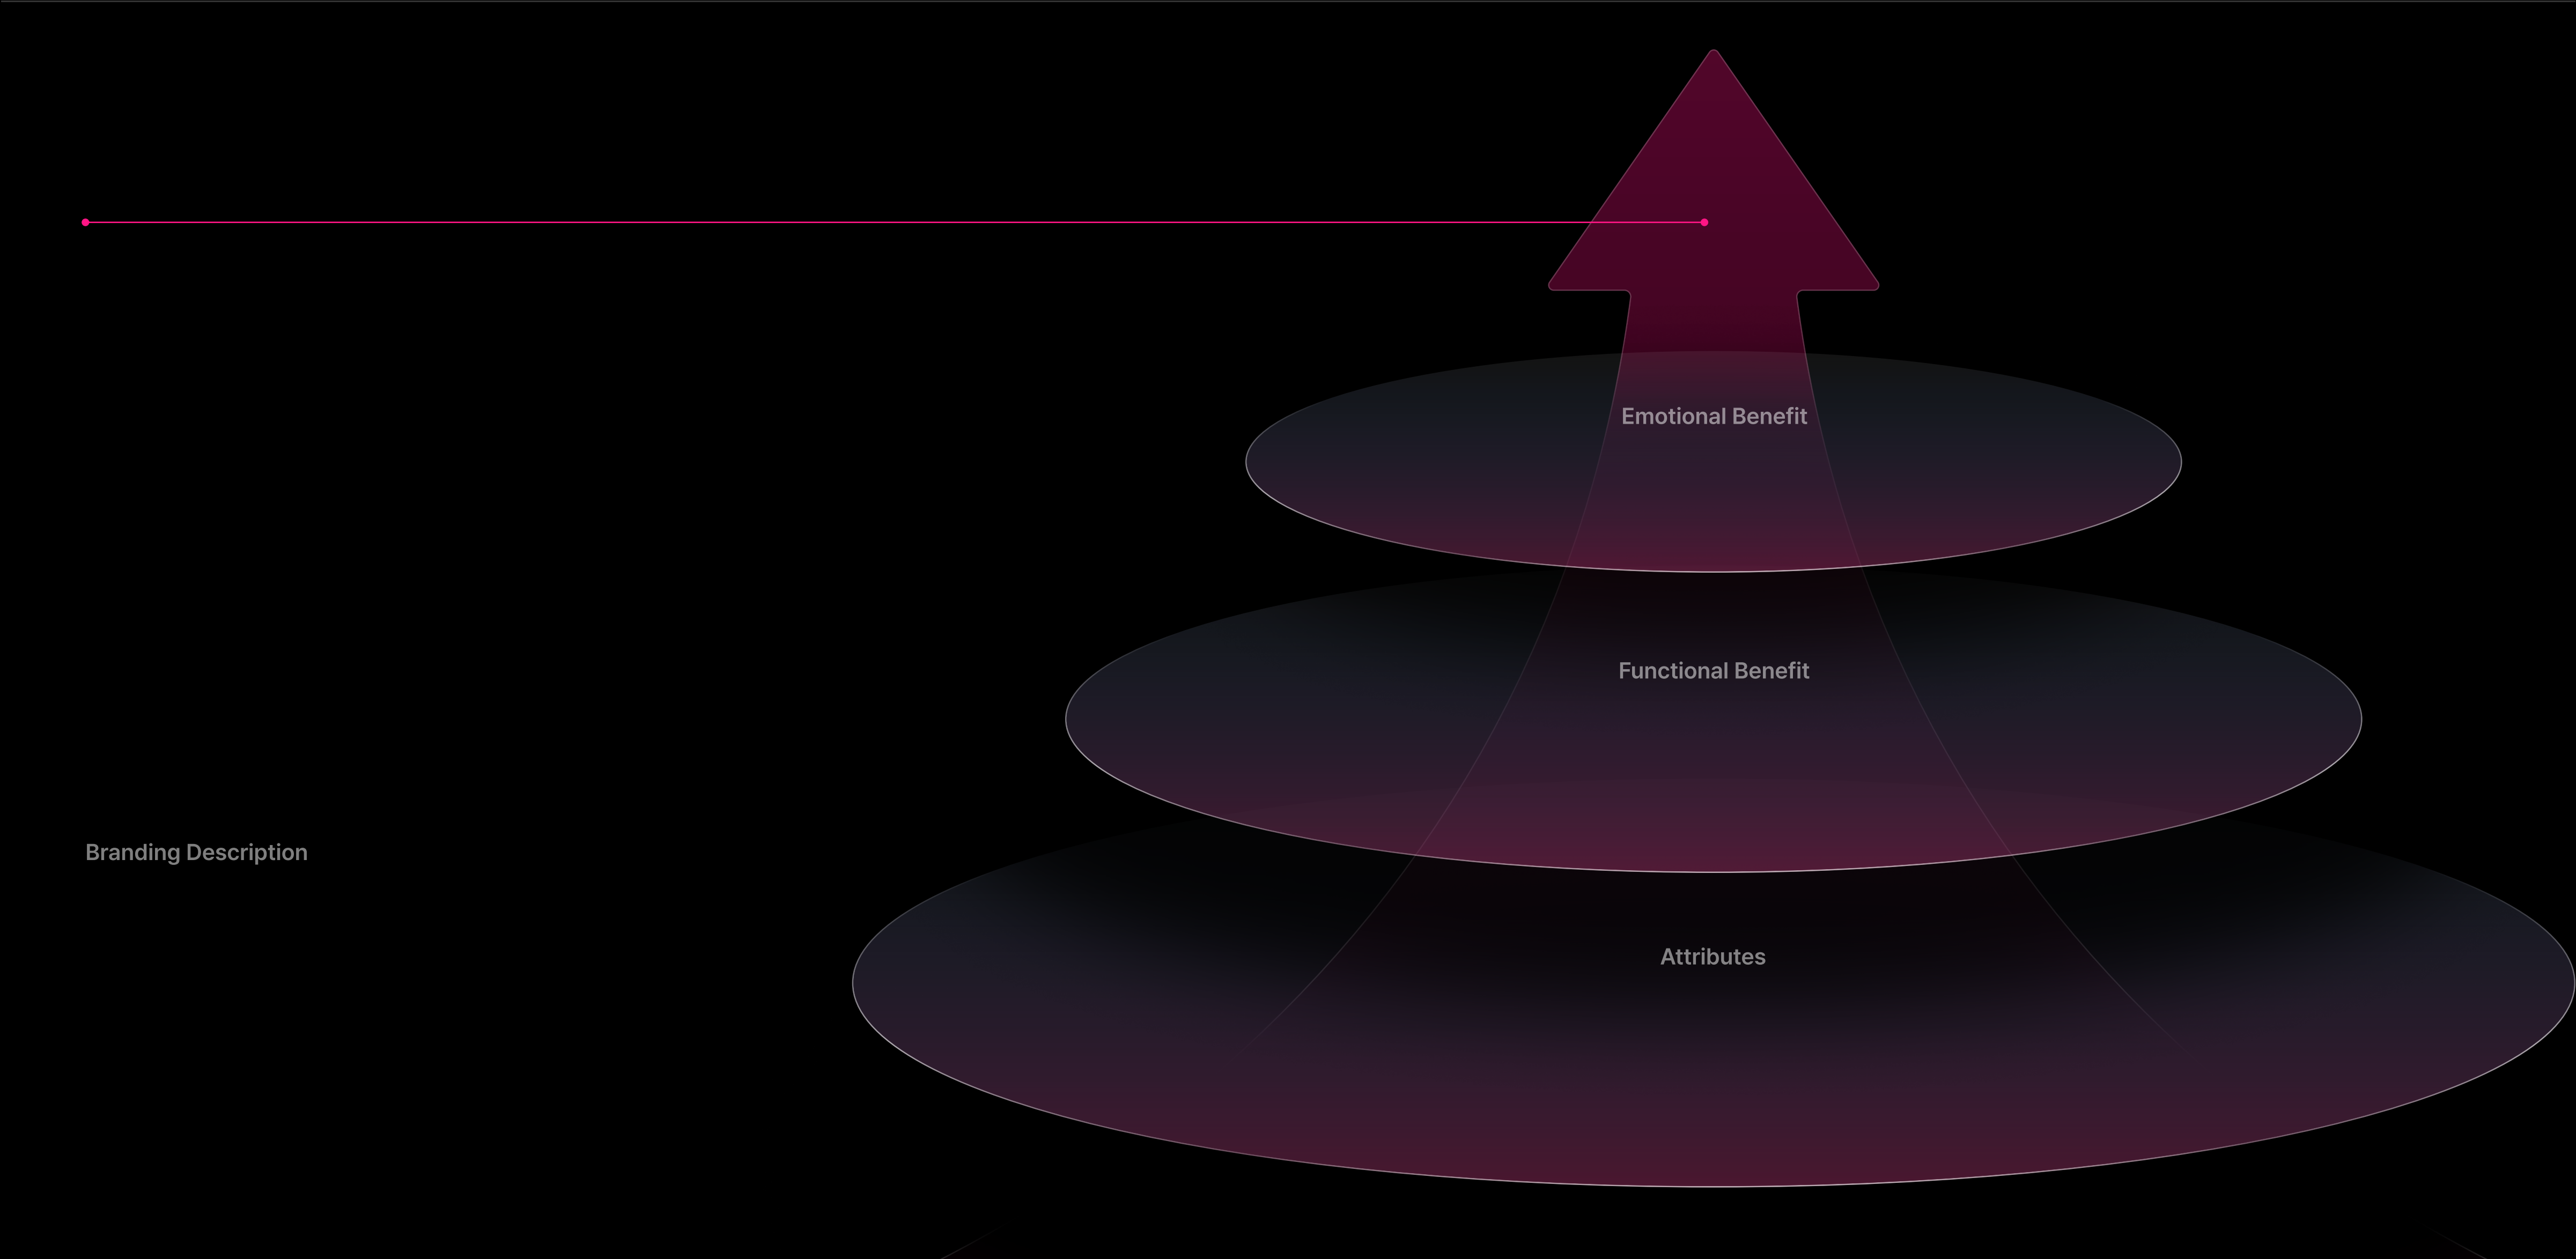 Emotional Benefit
Functional Benefit
Branding Description
Attributes